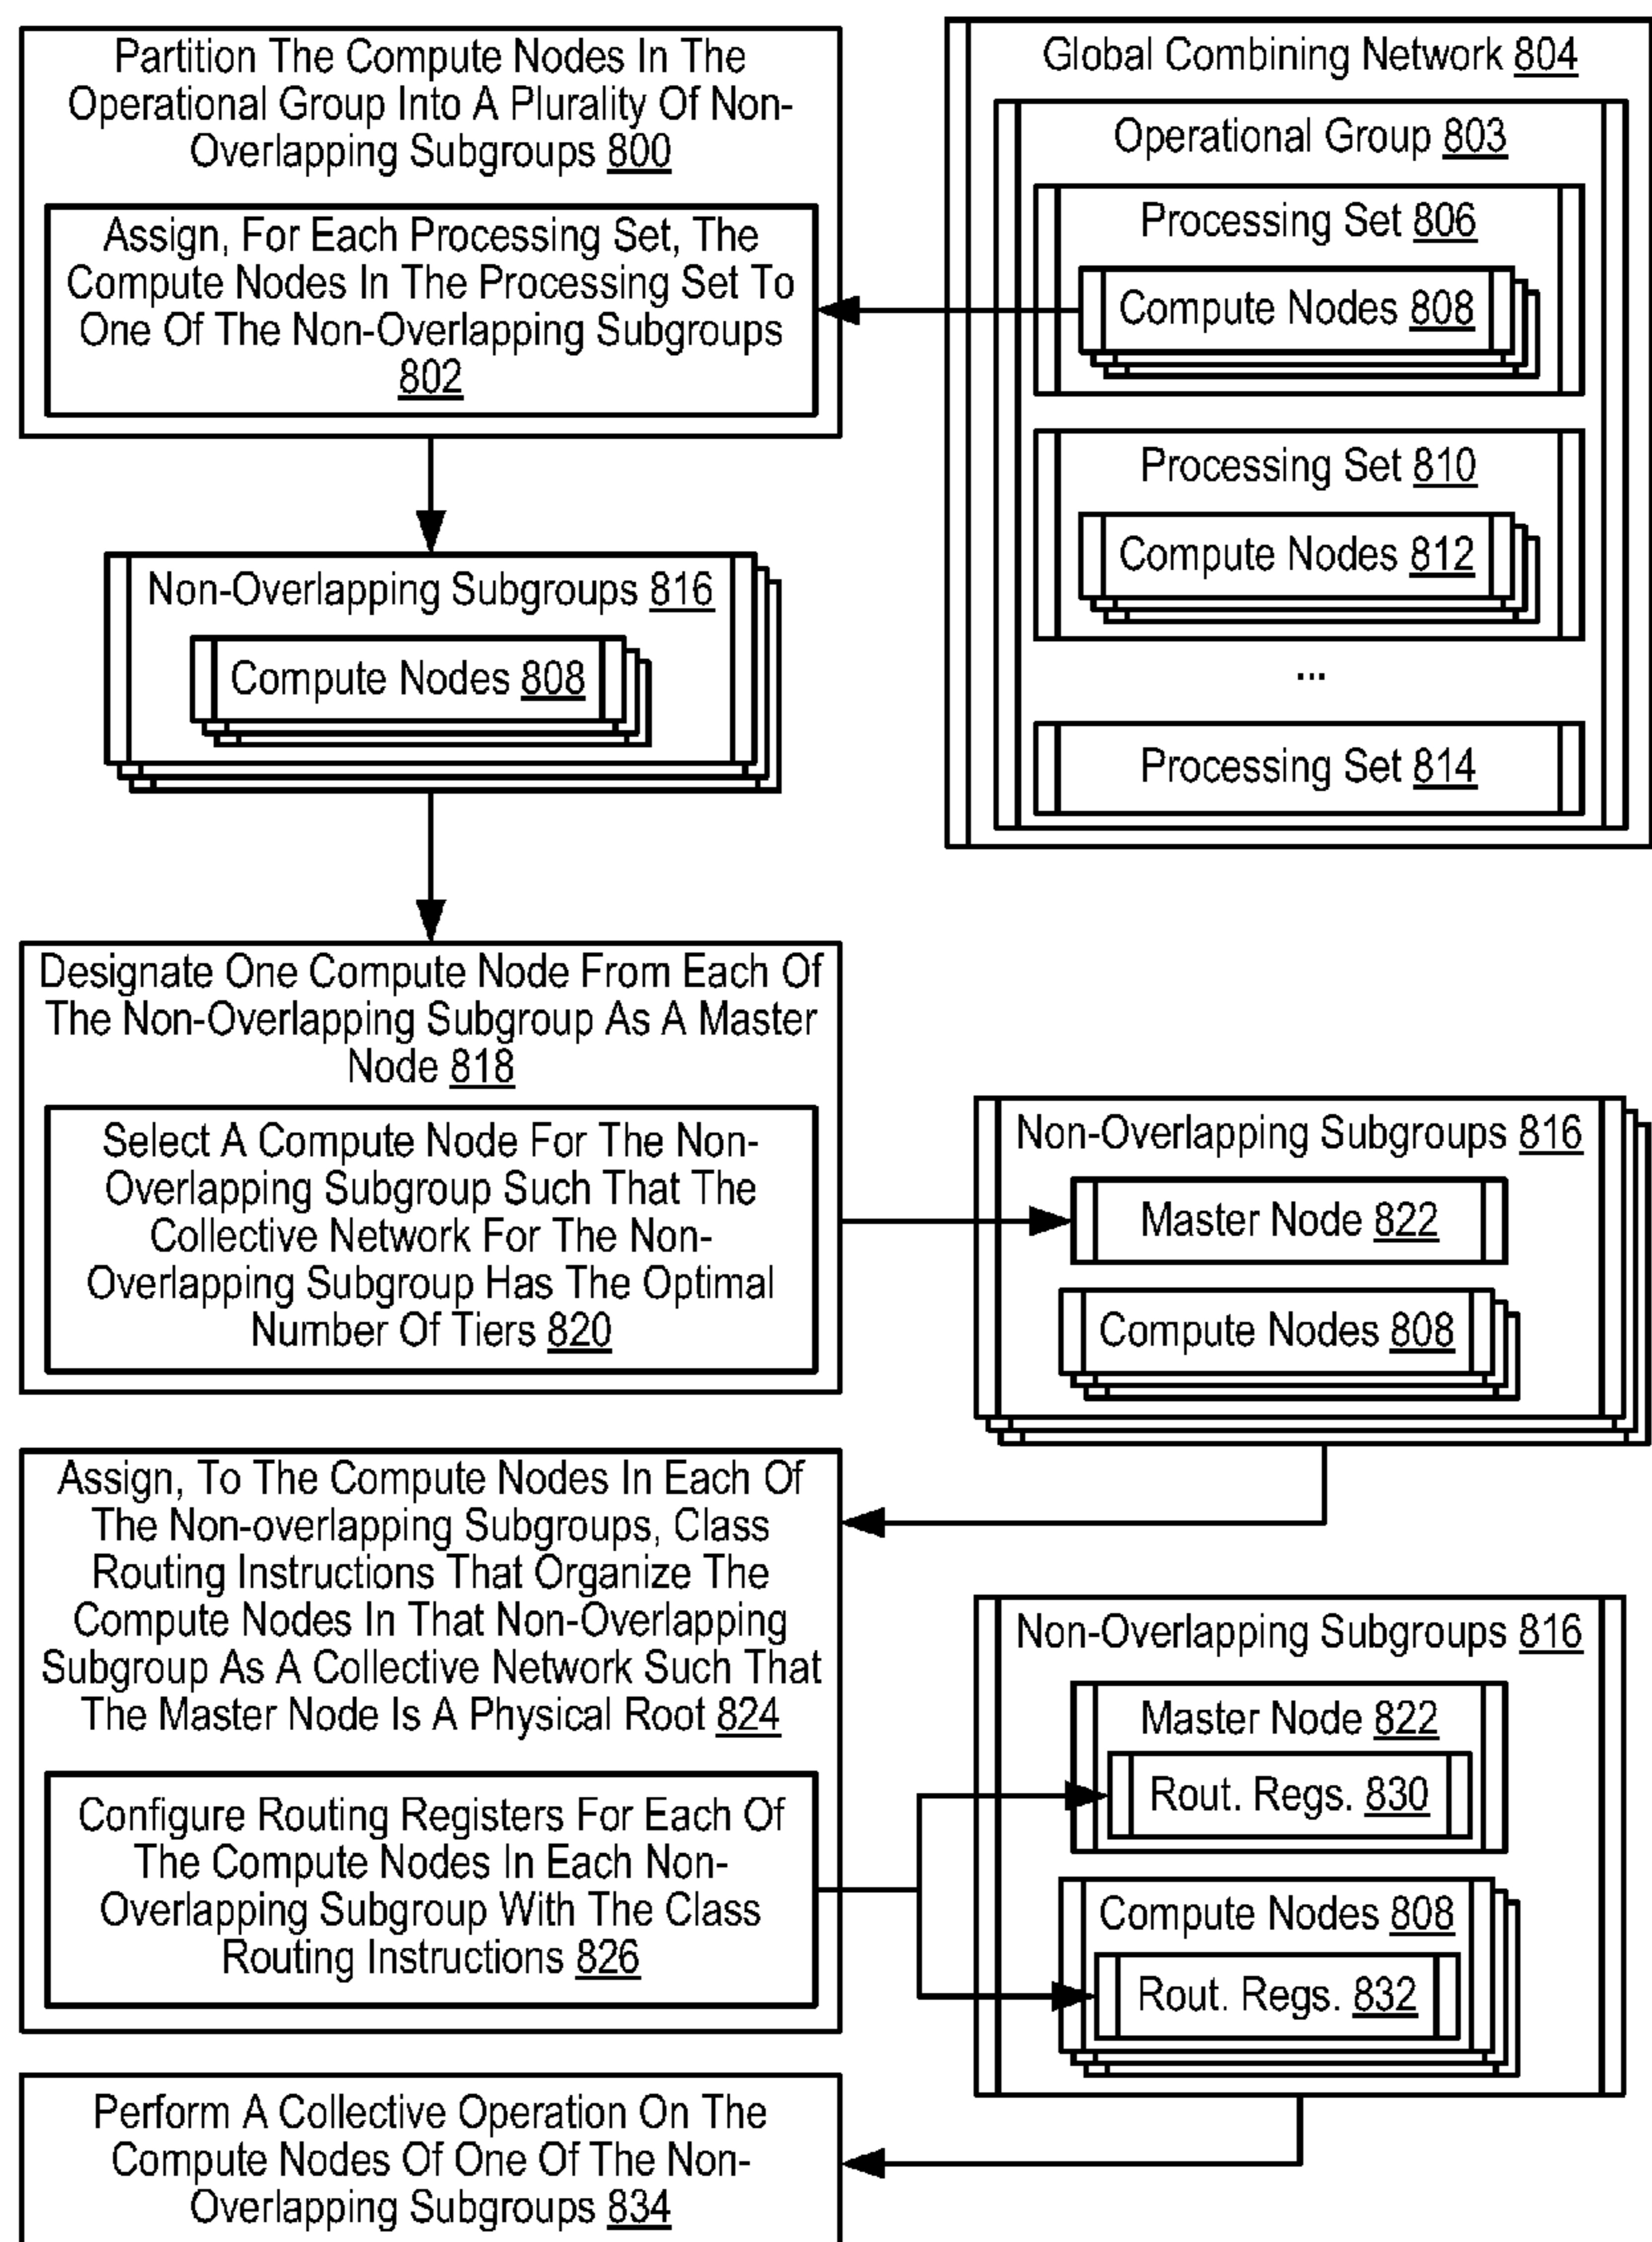 Partition The Compute Nodes In The
Operational Group Into A Plurality Of Non-
Overlapping Subgroups 800
Assign, For Each Processing Set, The
Compute Nodes In The Processing Set To
One Of The Non-Overlapping Subgroups
802
Global Combining Network 804
Operational Group 803
Processing Set 806
Compute Nodes 808
Processing Set 810
Compute Nodes 812
...
Processing Set 814
Non-Overlapping Subgroups 816
Compute Nodes 808
Designate One Compute Node From Each Of
The Non-Overlapping Subgroup As A Master
Node 818
Select A Compute Node For The Non-
Overlapping Subgroup Such That The
Collective Network For The Non-
Overlapping Subgroup Has The Optimal
Number Of Tiers 820
Non-Overlapping Subgroups 816
Master Node 822
Compute Nodes 808
Assign, To The Compute Nodes In Each Of
The Non-overlapping Subgroups, Class
Routing Instructions That Organize The
Compute Nodes In That Non-Overlapping
Subgroup As A Collective Network Such That
The Master Node Is A Physical Root 824
Configure Routing Registers For Each Of
The Compute Nodes In Each Non-
Overlapping Subgroup With The Class
Routing Instructions 826
Non-Overlapping Subgroups 816
Master Node 822
Rout. Regs. 830
Compute Nodes 808
Rout. Regs. 832
Perform A Collective Operation On The
Compute Nodes Of One Of The Non-
Overlapping Subgroups 834